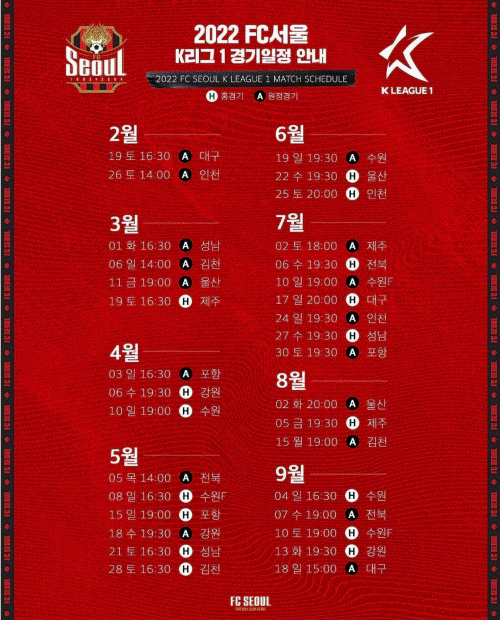 2022 FC서울
K리그 1 경기일정 안내
2022 FC SEOUL K LEAGUE 1 MATCH SCHEDULE
H 홈경기 A 원정경기
FC
Seoul
K LEAGUE 1
2월
19 토 16:30 A 대구
26 토 14:00 A 인천
3월
01 화 16:30 A 성남
06 일 14:00 A 김천
11 금 19:00 A 울산
19 토 16:30 H 제주
4월
03 일 16:30 A 포항
06 수 19:30 H 강원
10 일 19:00 H 수원
5월
05 목 14:00 A 전북
08 일 16:30 H 수원F
15 일 19:00 H 포항
18 수 19:30 A 강원
21 토 16:30 H 성남
28 토 16:30 H 김천
6월
19 일 19:30 A 수원
22 수 19:30 H 울산
25 토 20:00 H 인천
7월
02 토 18:00 A 제주
06 수 19:30 H 전북
10 일 19:00 A 수원F
17 일 20:00 H 대구
24 일 19:30 A 인천
27 수 19:30 H 성남
30 토 19:30 A 포항
8월
02 화 20:00 A 울산
05 금 19:30 H 제주
15 월 19:00 A 김천
9월
04 일 16:30 H 수원
07 수 19:00 A 전북
10 토 19:00 H 수원F
13 화 19:30 H 강원
18 일 15:00 A 대구
FC SEOUL